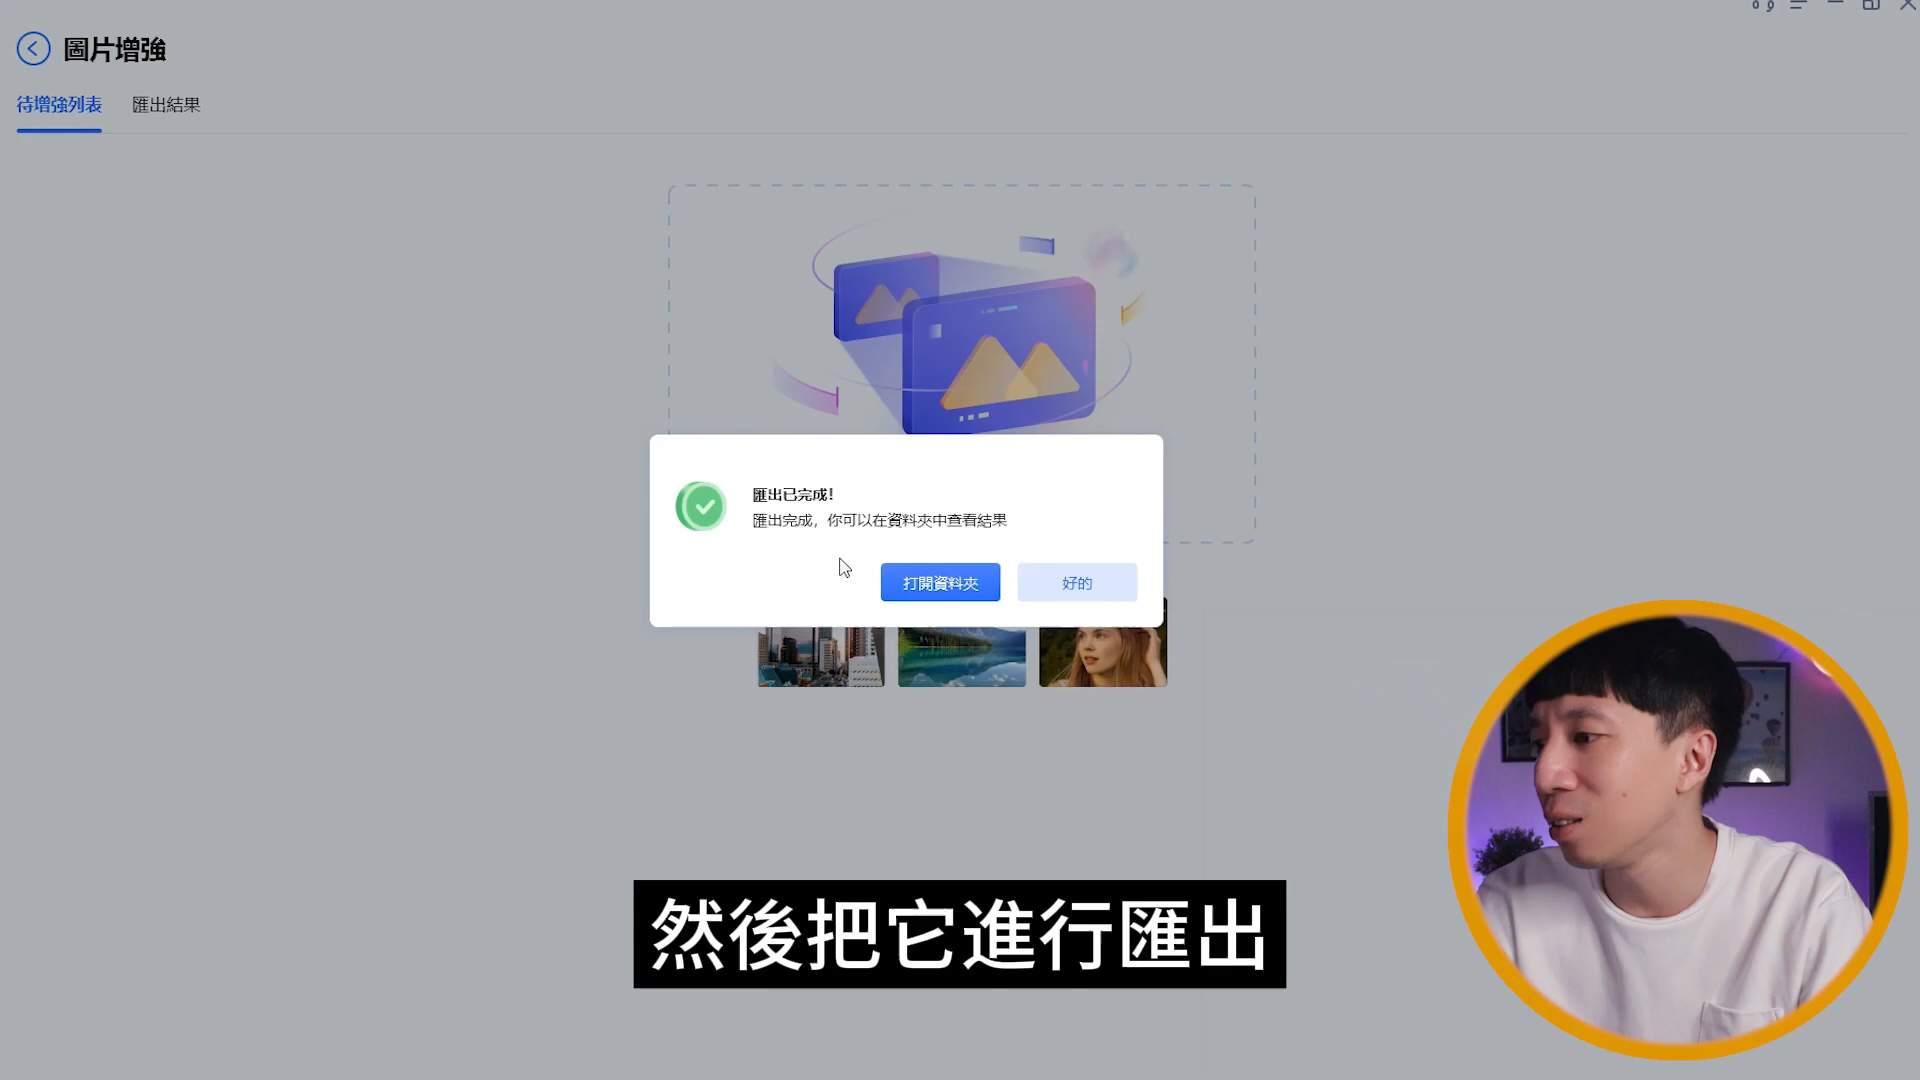 圖片增強
待增強列表
匯出結果
匯出已完成!
匯出完成，你可以在資料夾中查看結果
打開資料夾
好的
然後把它進行匯出